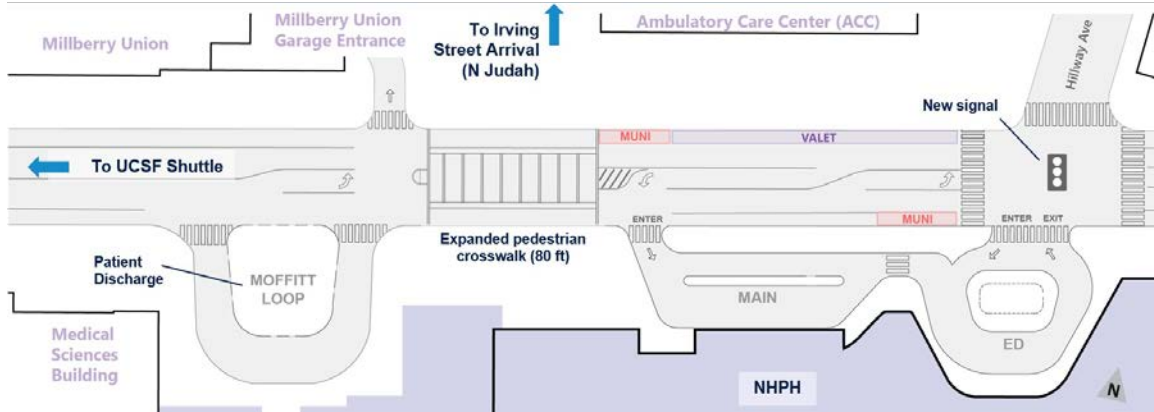 Millberry Union
Millberry Union
Garage Entrance
To Irving
Street Arrival
(N Judah)
Ambulatory Care Center (ACC)
Hillway Ave
New signal
MUNI
VALET
To UCSF Shuttle
MUNI
ENTER
ENTER
EXIT
Expanded pedestrian
crosswalk (80 ft)
Patient
Discharge
MOFFITT
LOOP
MAIN
ED
Medical
Sciences
Building
NHPH
N